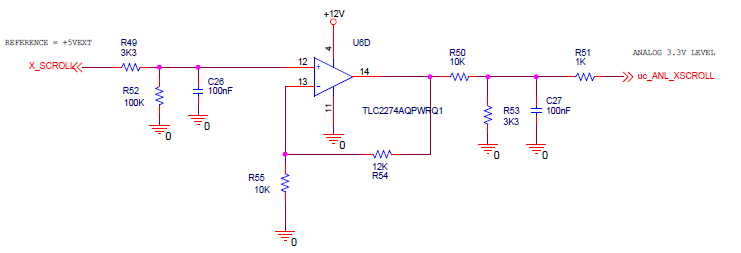 +12V
REFERENCE = +5VEXT
R49
3K3
U6D
R50
10K
R51
1K
ANALOG 3.3V LEVEL
X_SCROLL
4
12
+
14
13
-
11
uc_ANL_XSCROLL
R52
100K
C26
100nF
TLC2274AQPWRQ1
R53
3K3
C27
100nF
0
0
0
0
0
12K
R54
R55
10K
0